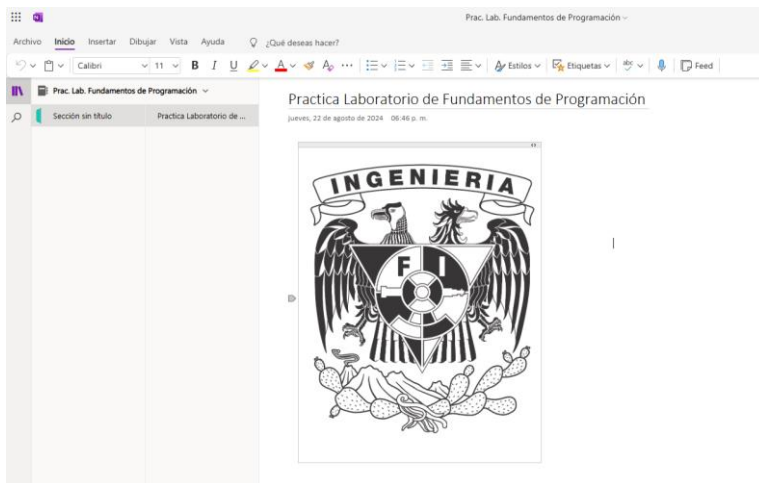 Prac. Lab. Fundamentos de Programación
Archivo Inicio Insertar Dibujar Vista Ayuda ¿Qué deseas hacer?
Calibri 11 B I U A Estilos Etiquetas abc Feed
Prac. Lab. Fundamentos de Programación
Sección sin título Practica Laboratorio de ...
Practica Laboratorio de Fundamentos de Programación
jueves, 22 de agosto de 2024 06:46 p. m.
INGENIERIA
F I